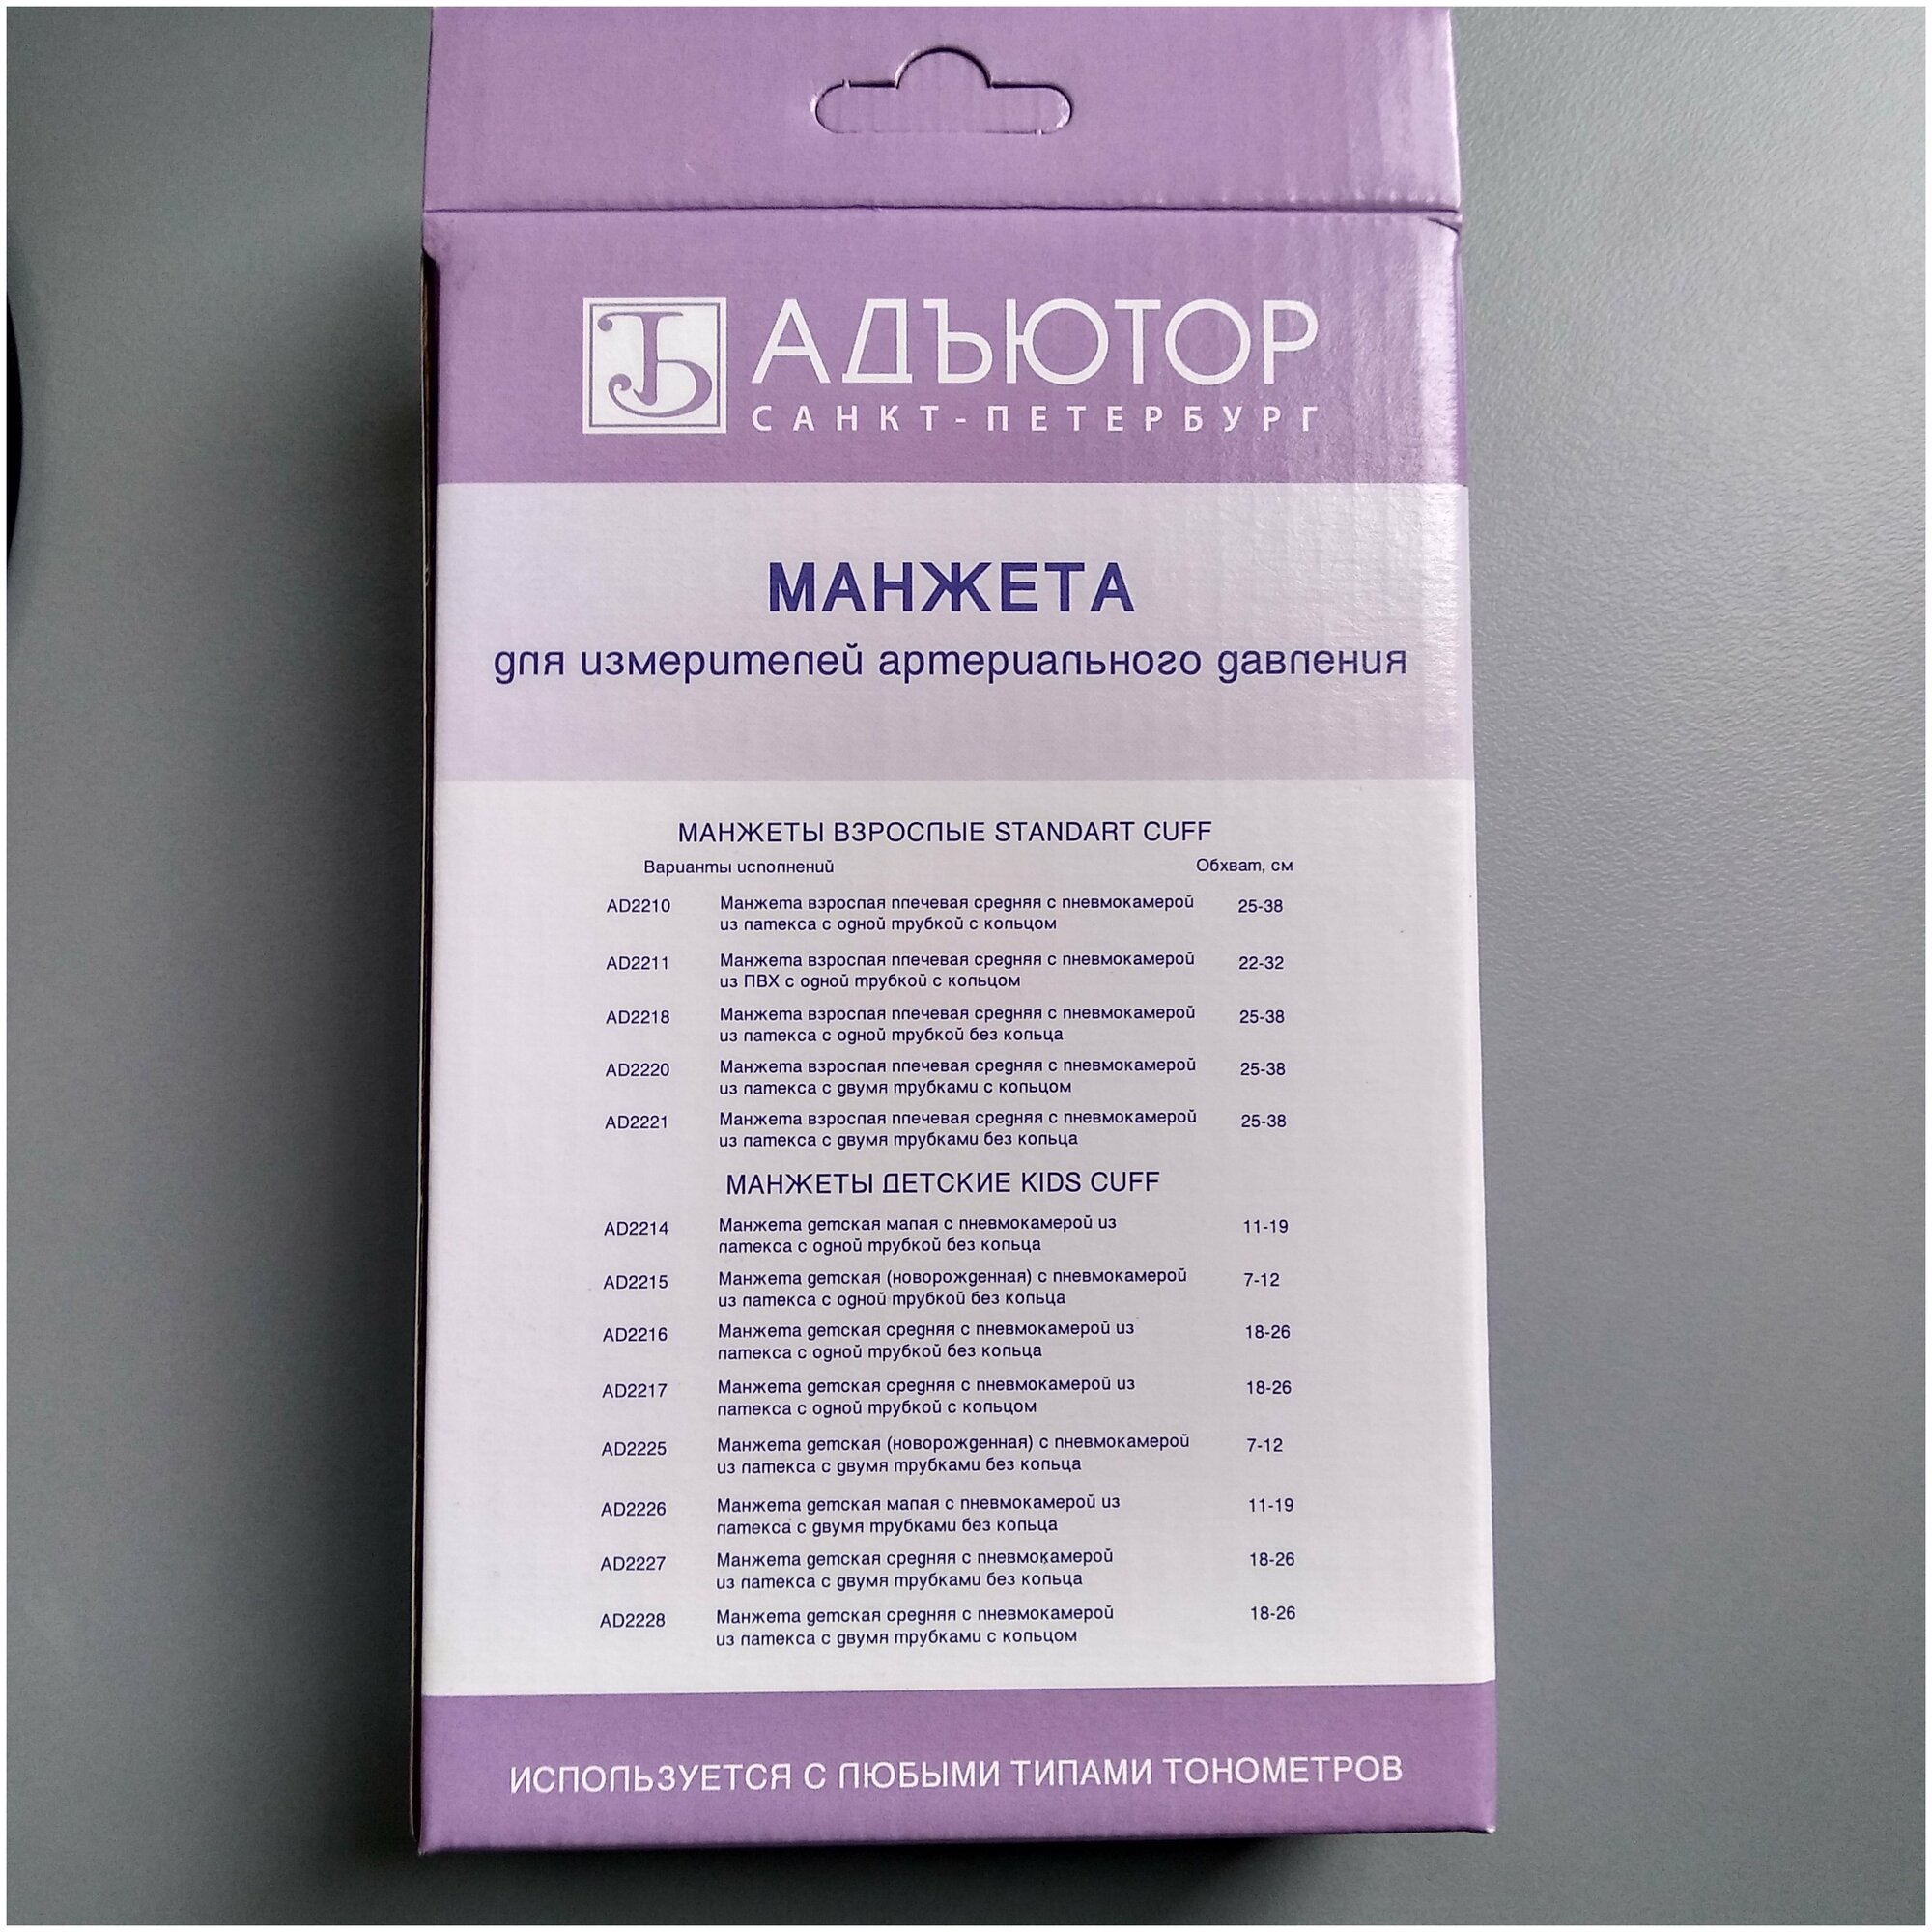 АДЪЮТОР
САНКТ-ПЕТЕРБУРГ
МАНЖЕТА
для измерителей артериального давления
МАНЖЕТЫ ВЗРОСЛЫЕ STANDART CUFF
Варианты исполнений Обхват, см
AD2210 Манжета взрослая плечевая средняя с пневмокамерой 25-38
из латекса с одной трубкой с кольцом
AD2211 Манжета взрослая плечевая средняя с пневмокамерой 22-32
из ПВХ с одной трубкой с кольцом
AD2218 Манжета взрослая плечевая средняя с пневмокамерой 25-38
из латекса с одной трубкой без кольца
AD2220 Манжета взрослая плечевая средняя с пневмокамерой 25-38
из латекса с двумя трубками с кольцом
AD2221 Манжета взрослая плечевая средняя с пневмокамерой 25-38
из латекса с двумя трубками без кольца
МАНЖЕТЫ ДЕТСКИЕ KIDS CUFF
AD2214 Манжета детская малая с пневмокамерой из 11-19
латекса с одной трубкой без кольца
AD2215 Манжета детская (новорожденная) с пневмокамерой 7-12
из латекса с одной трубкой без кольца
AD2216 Манжета детская средняя с пневмокамерой из 18-26
латекса с одной трубкой без кольца
AD2217 Манжета детская средняя с пневмокамерой из 18-26
латекса с одной трубкой с кольцом
AD2225 Манжета детская (новорожденная) с пневмокамерой 7-12
из латекса с двумя трубками без кольца
AD2226 Манжета детская малая с пневмокамерой из 11-19
латекса с двумя трубками без кольца
AD2227 Манжета детская средняя с пневмокамерой 18-26
из латекса с двумя трубками без кольца
AD2228 Манжета детская средняя с пневмокамерой 18-26
из латекса с двумя трубками с кольцом
ИСПОЛЬЗУЕТСЯ С ЛЮБЫМИ ТИПАМИ ТОНОМЕТРОВ